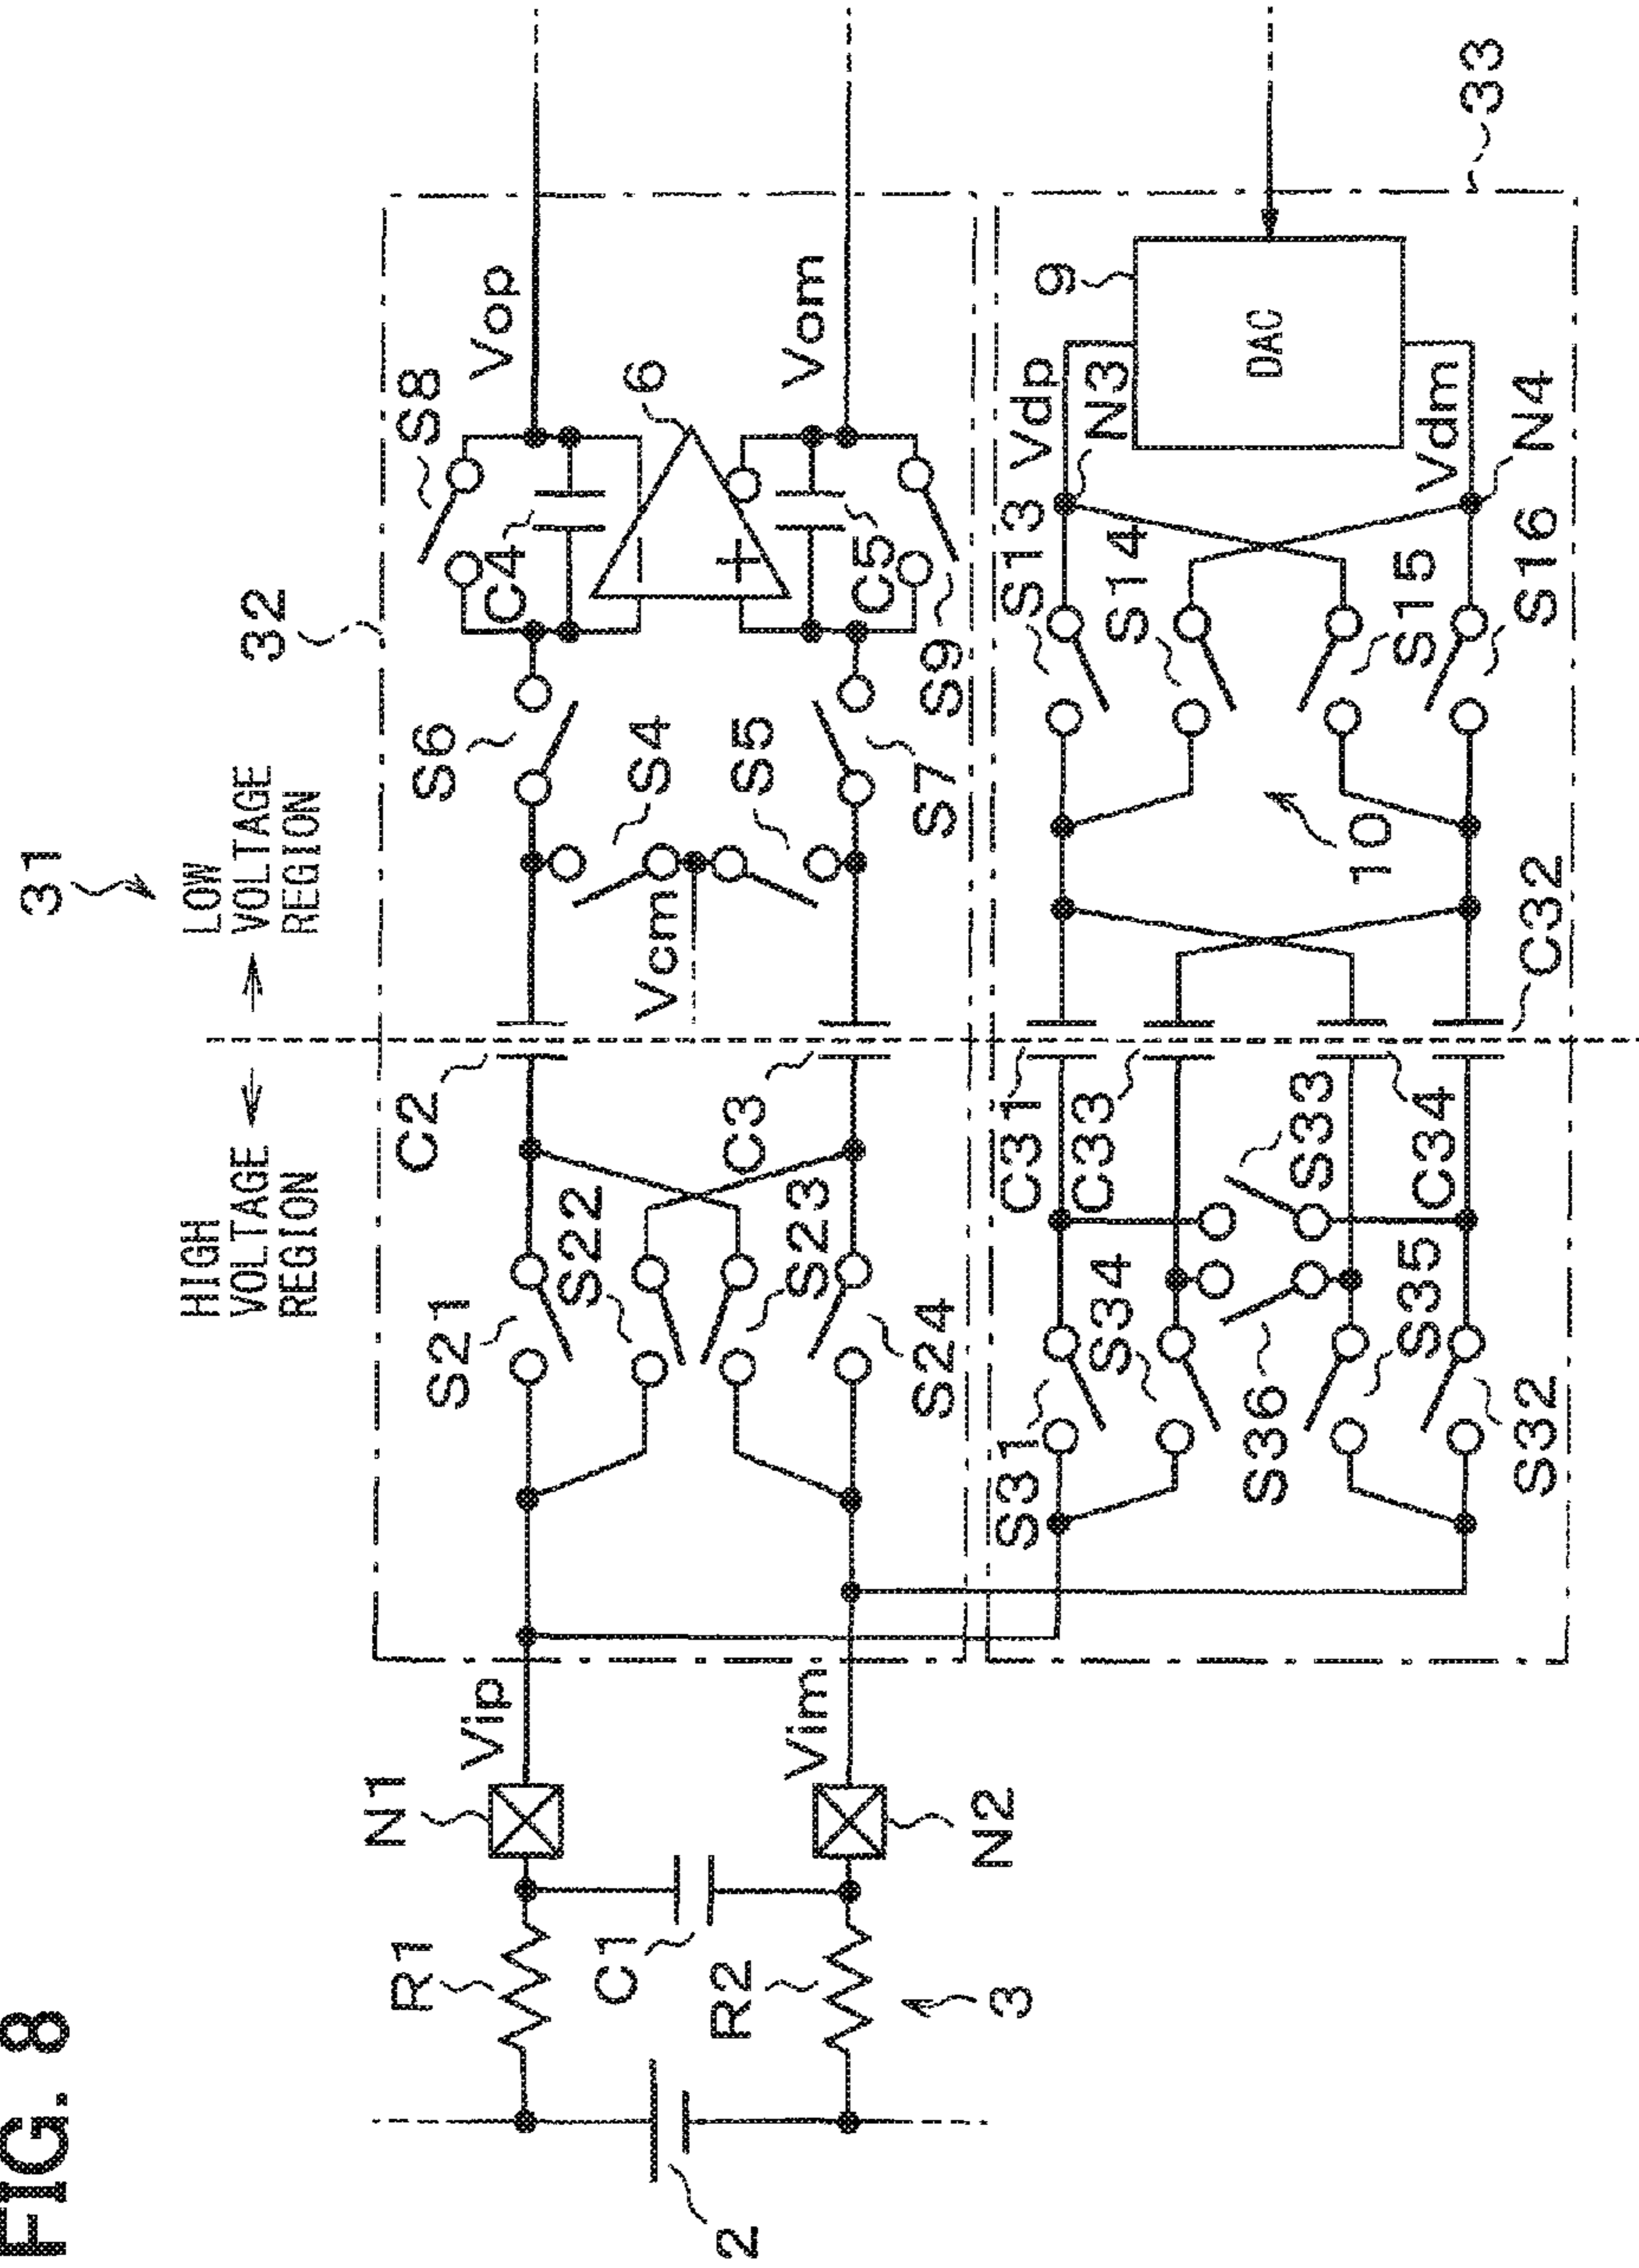 FIG. 8
31
HIGH
VOLTAGE
REGION
LOW
VOLTAGE
REGION
32
2
R1
C1
R2
3
N1
N2
Vip
Vim
S21
S22
S23
S24
C2
C3
Vcm
S6
S4
S5
S7
S8
C4
6
C5
S9
Vop
Vom
S31
S34
S36
S35
S32
S33
C31
C33
C34
C32
10
S13
S14
S15
S16
Vdp
N3
Vdm
N4
9
DAC
33